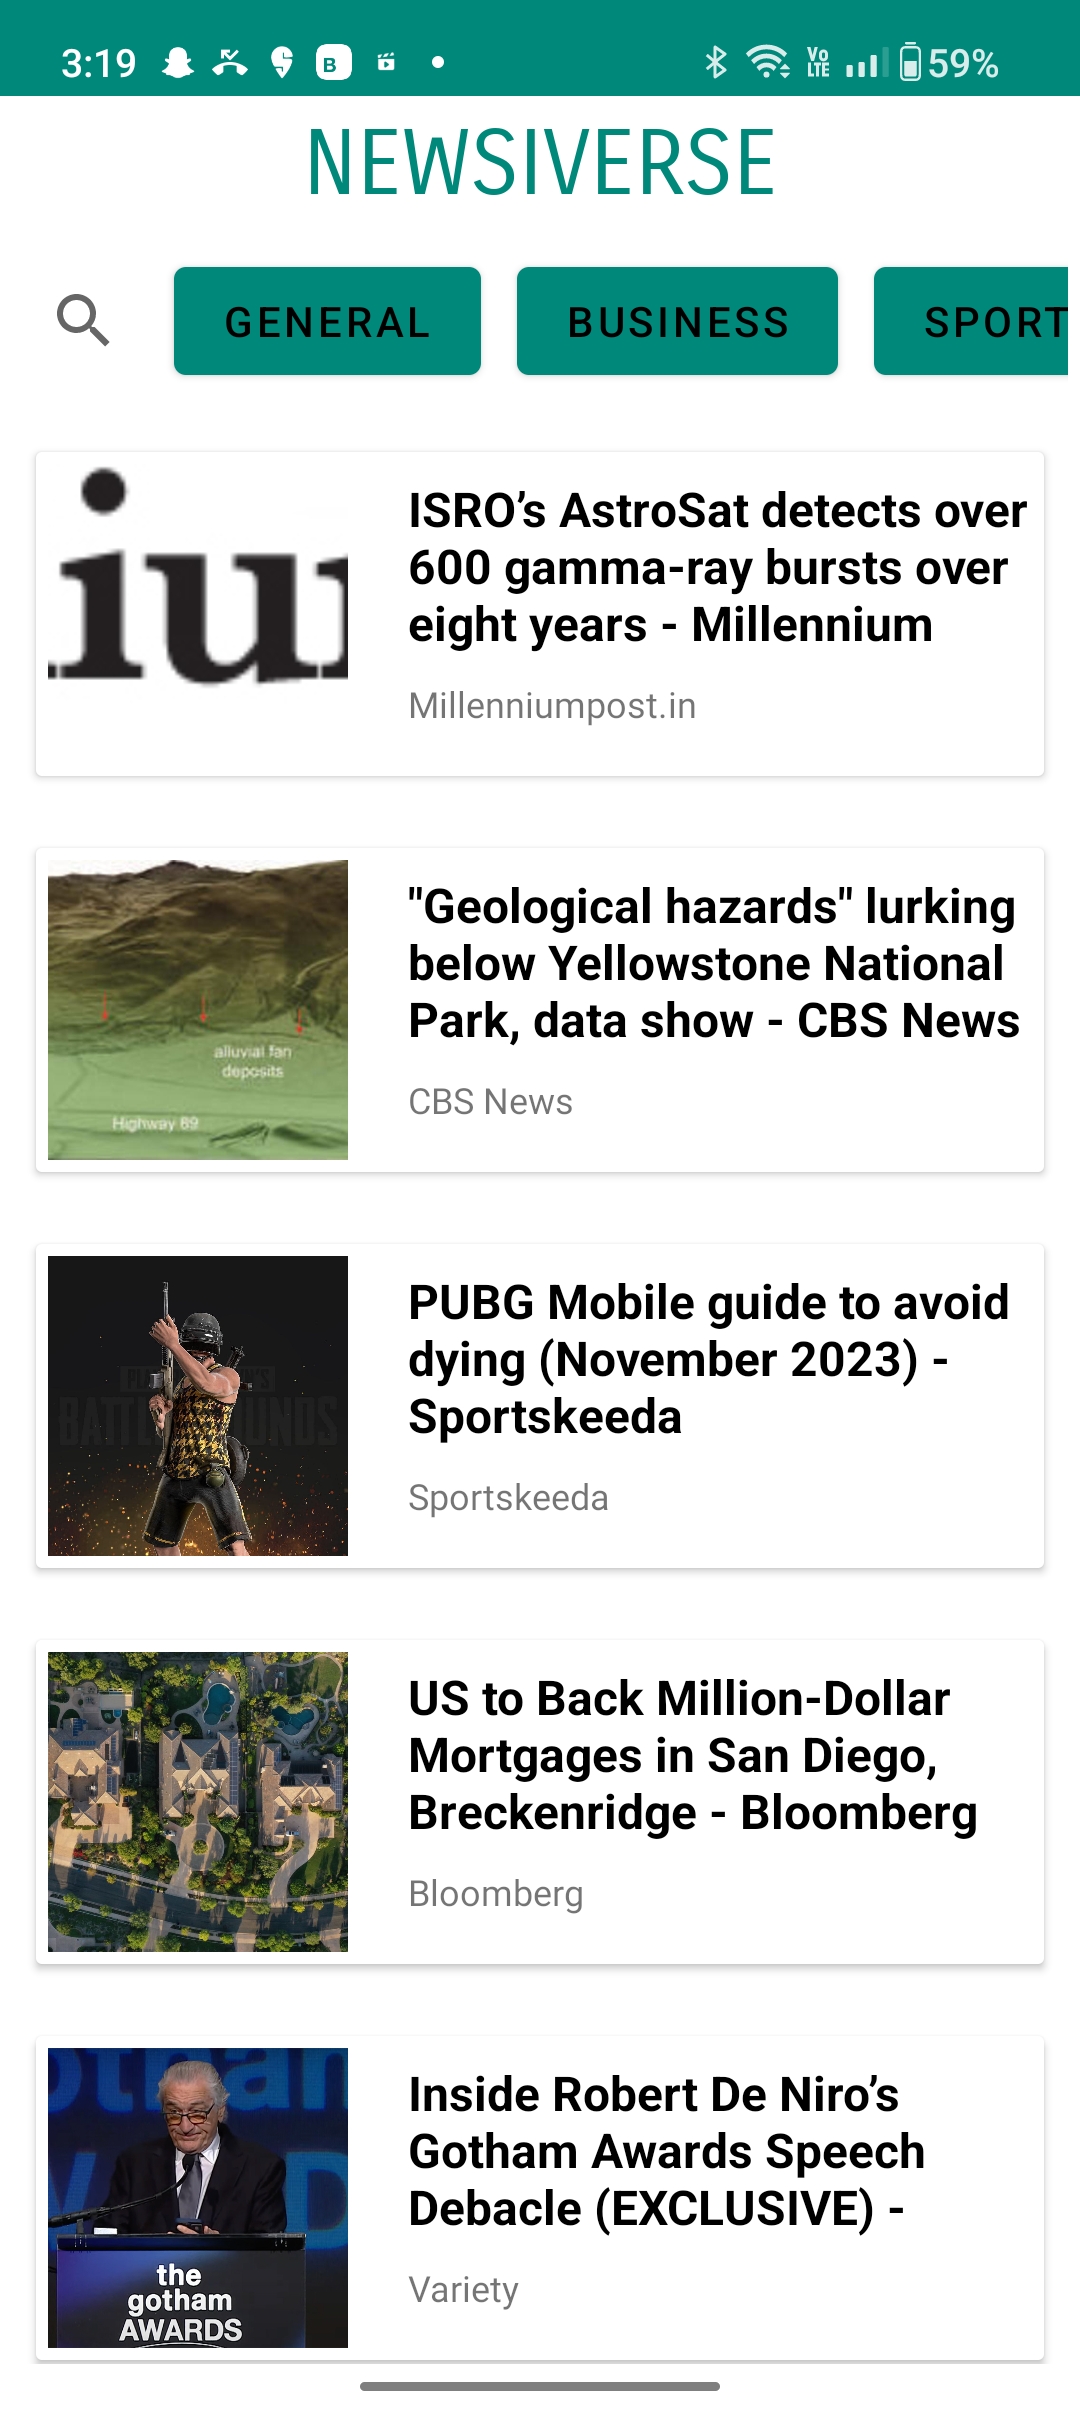 3:19
B
Vo
LTE
59%
NEWSIVERSE
GENERAL
BUSINESS
SPORT
iu
ISRO’s AstroSat detects over
600 gamma-ray bursts over
eight years - Millennium
Millenniumpost.in
"Geological hazards" lurking
below Yellowstone National
Park, data show - CBS News
CBS News
alluvial fan
deposits
Highway 89
PUBG Mobile guide to avoid
dying (November 2023) -
Sportskeeda
Sportskeeda
US to Back Million-Dollar
Mortgages in San Diego,
Breckenridge - Bloomberg
Bloomberg
Inside Robert De Niro’s
Gotham Awards Speech
Debacle (EXCLUSIVE) -
Variety
the
gotham
AWARDS